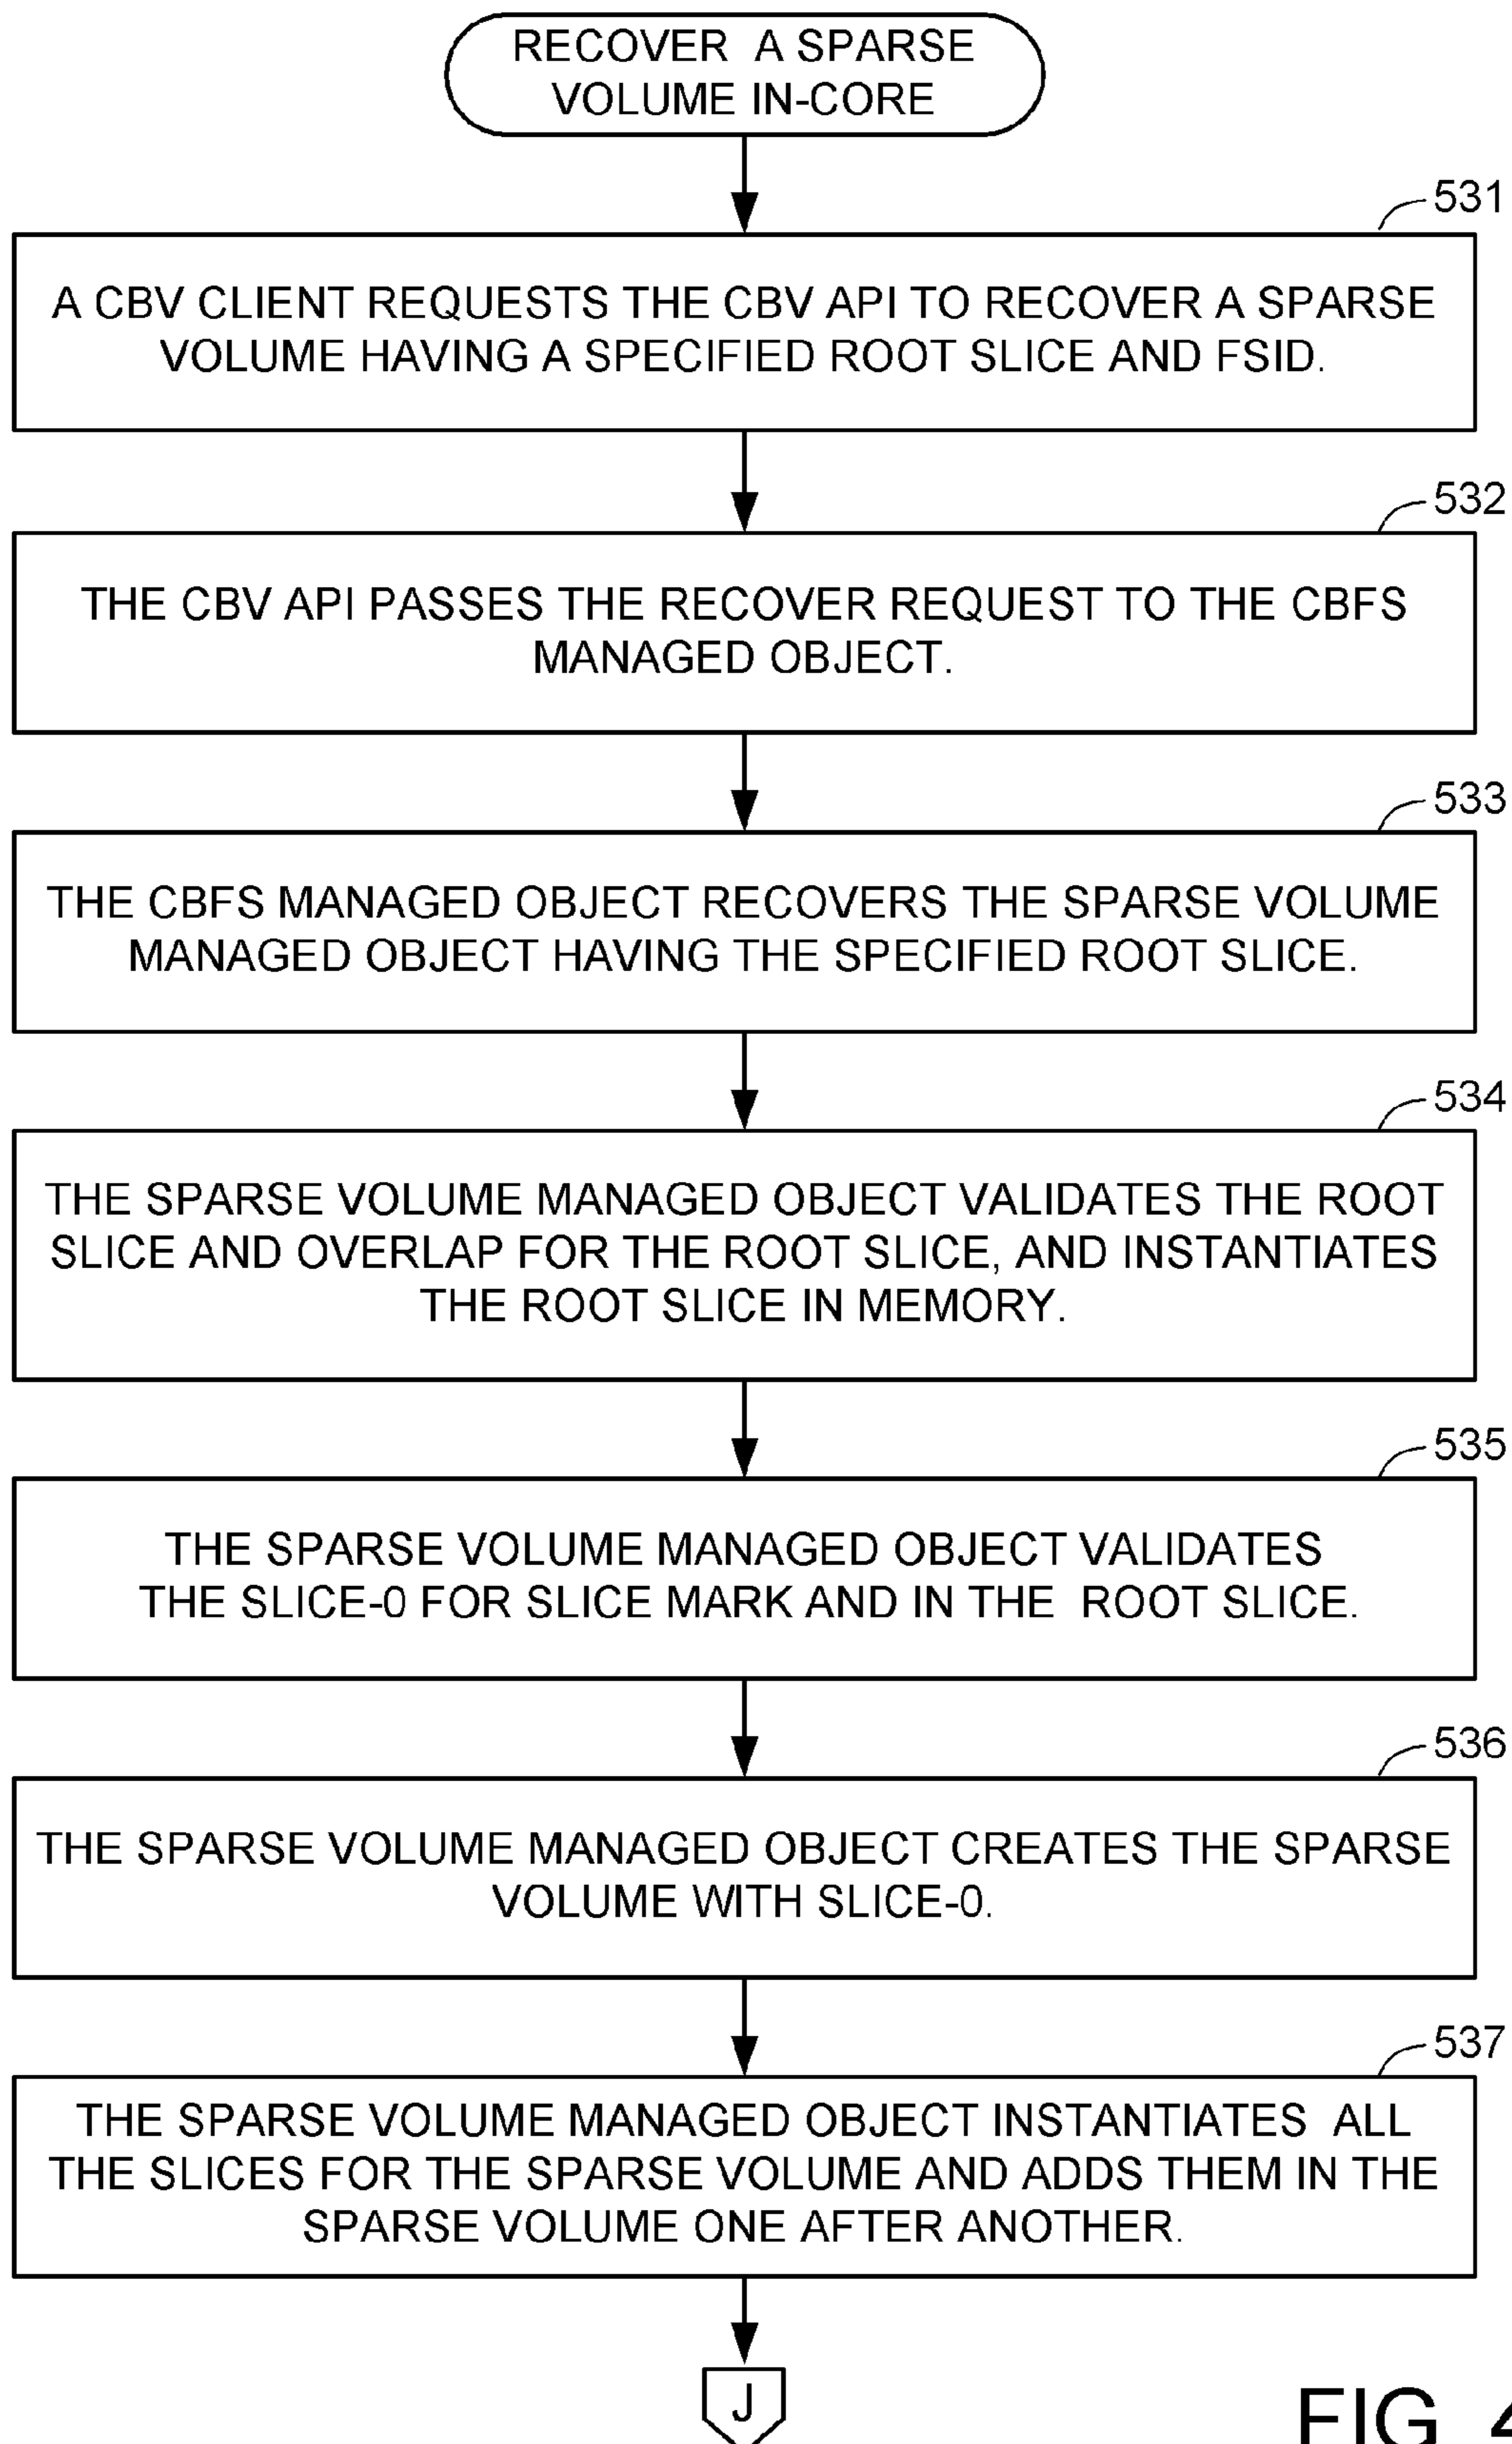 RECOVER A SPARSE
VOLUME IN-CORE
531
A CBV CLIENT REQUESTS THE CBV API TO RECOVER A SPARSE
VOLUME HAVING A SPECIFIED ROOT SLICE AND FSID.
532
THE CBV API PASSES THE RECOVER REQUEST TO THE CBFS
MANAGED OBJECT.
533
THE CBFS MANAGED OBJECT RECOVERS THE SPARSE VOLUME
MANAGED OBJECT HAVING THE SPECIFIED ROOT SLICE.
534
THE SPARSE VOLUME MANAGED OBJECT VALIDATES THE ROOT
SLICE AND OVERLAP FOR THE ROOT SLICE, AND INSTANTIATES
THE ROOT SLICE IN MEMORY.
535
THE SPARSE VOLUME MANAGED OBJECT VALIDATES
THE SLICE-0 FOR SLICE MARK AND IN THE ROOT SLICE.
536
THE SPARSE VOLUME MANAGED OBJECT CREATES THE SPARSE
VOLUME WITH SLICE-0.
537
THE SPARSE VOLUME MANAGED OBJECT INSTANTIATES ALL
THE SLICES FOR THE SPARSE VOLUME AND ADDS THEM IN THE
SPARSE VOLUME ONE AFTER ANOTHER.
J
FIG.